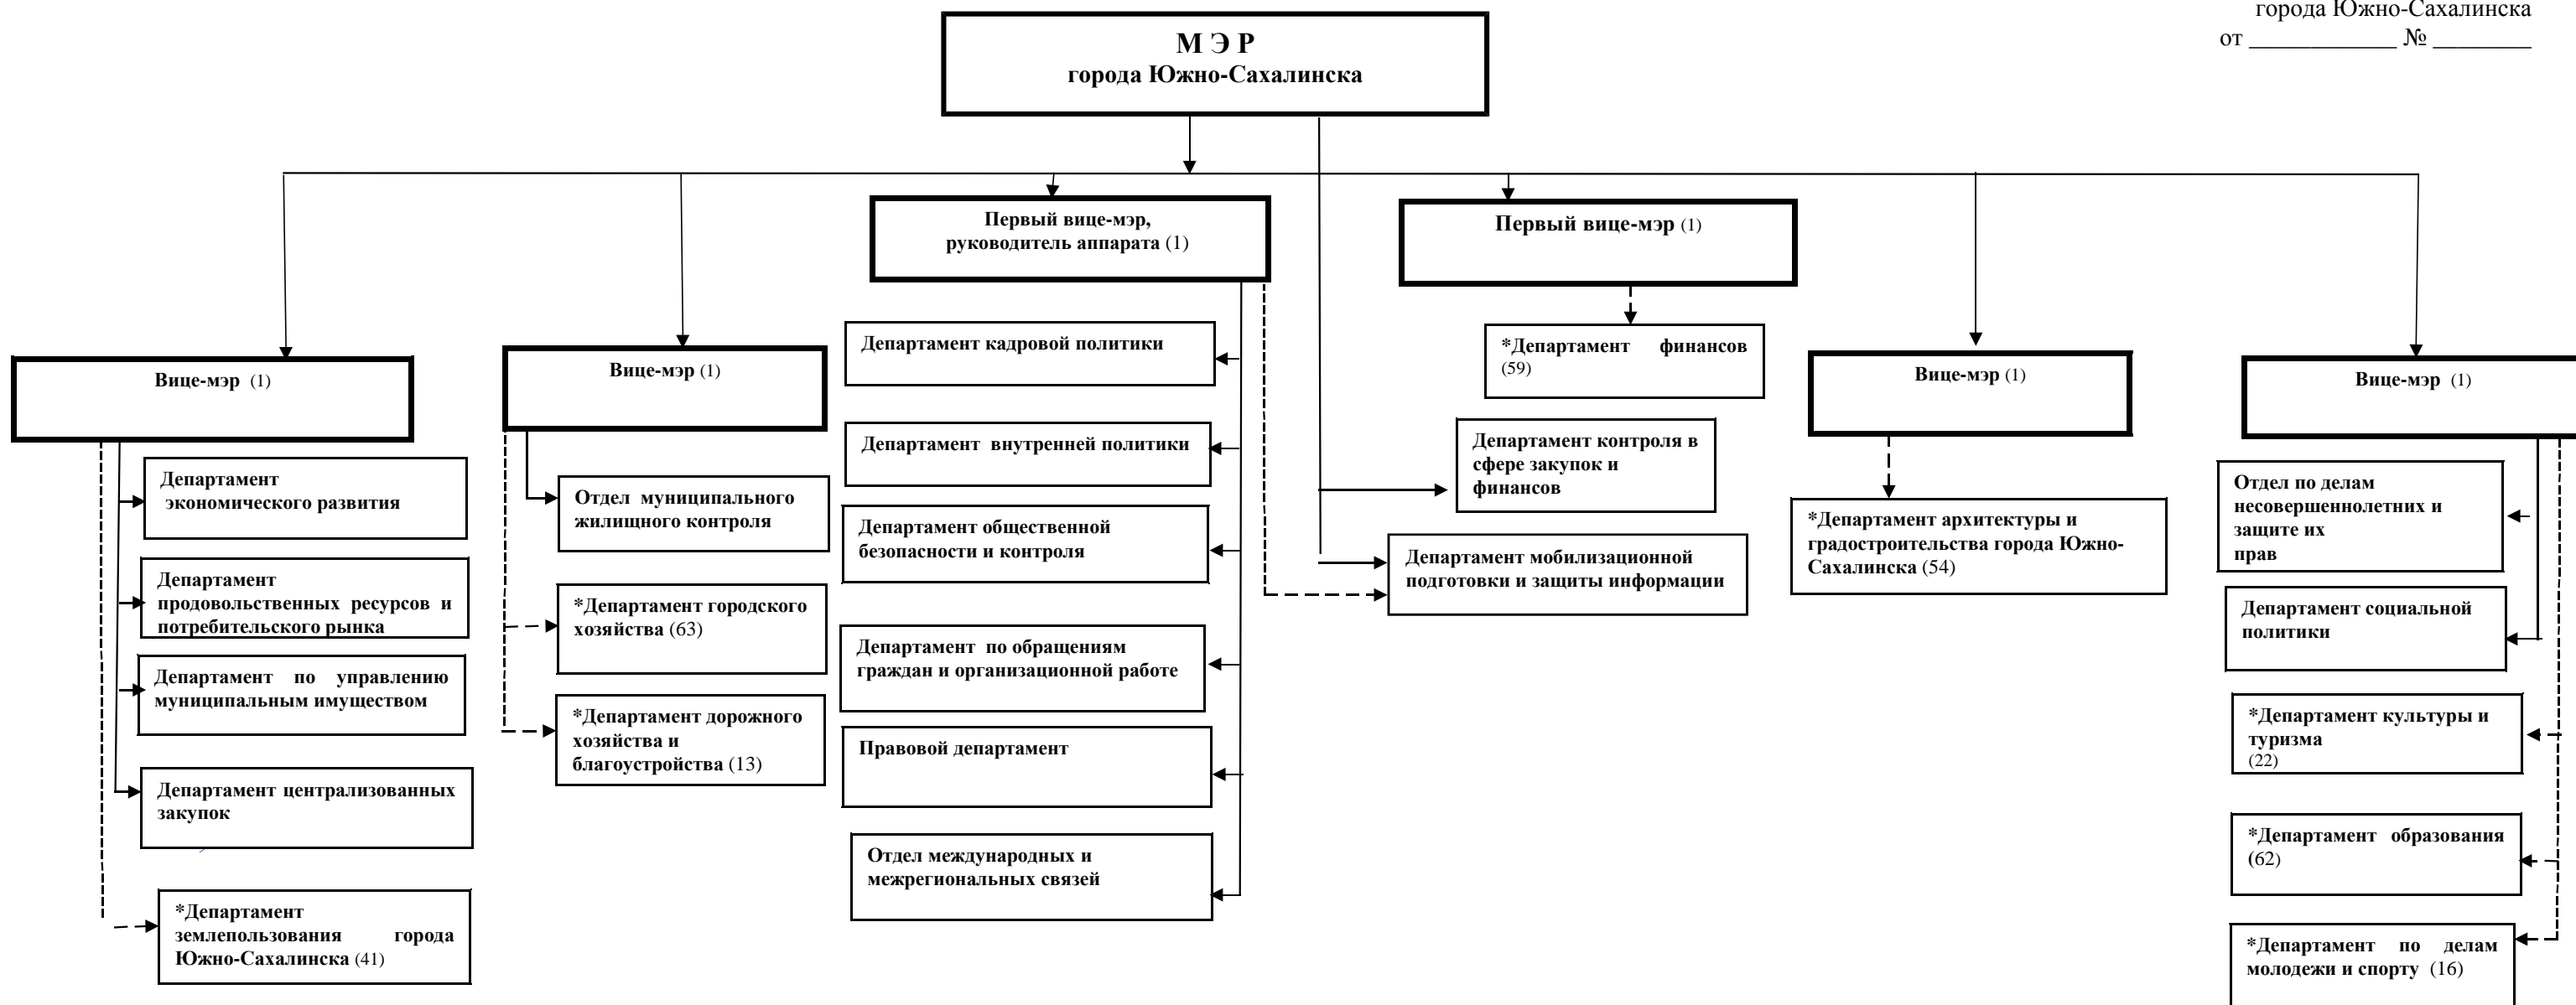 города Южно-Сахалинска
от ____________ № ________
М Э Р
города Южно-Сахалинска
Первый вице-мэр,
руководитель аппарата (1)
Первый вице-мэр (1)
Вице-мэр (1)
Вице-мэр (1)
Вице-мэр (1)
Вице-мэр (1)
Департамент
экономического развития
Департамент
продовольственных ресурсов и
потребительского рынка
Департамент по управлению
муниципальным имуществом
Департамент централизованных
закупок
*Департамент
землепользования города
Южно-Сахалинска (41)
Отдел муниципального
жилищного контроля
*Департамент городского
хозяйства (63)
*Департамент дорожного
хозяйства и
благоустройства (13)
Департамент кадровой политики
Департамент внутренней политики
Департамент общественной
безопасности и контроля
Департамент по обращениям
граждан и организационной работе
Правовой департамент
Отдел международных и
межрегиональных связей
*Департамент финансов
(59)
Департамент контроля в
сфере закупок и
финансов
Департамент мобилизационной
подготовки и защиты информации
*Департамент архитектуры и
градостроительства города Южно-
Сахалинска (54)
Отдел по делам
несовершеннолетних и
защите их
прав
Департамент социальной
политики
*Департамент культуры и
туризма
(22)
*Департамент образования
(62)
*Департамент по делам
молодежи и спорту (16)